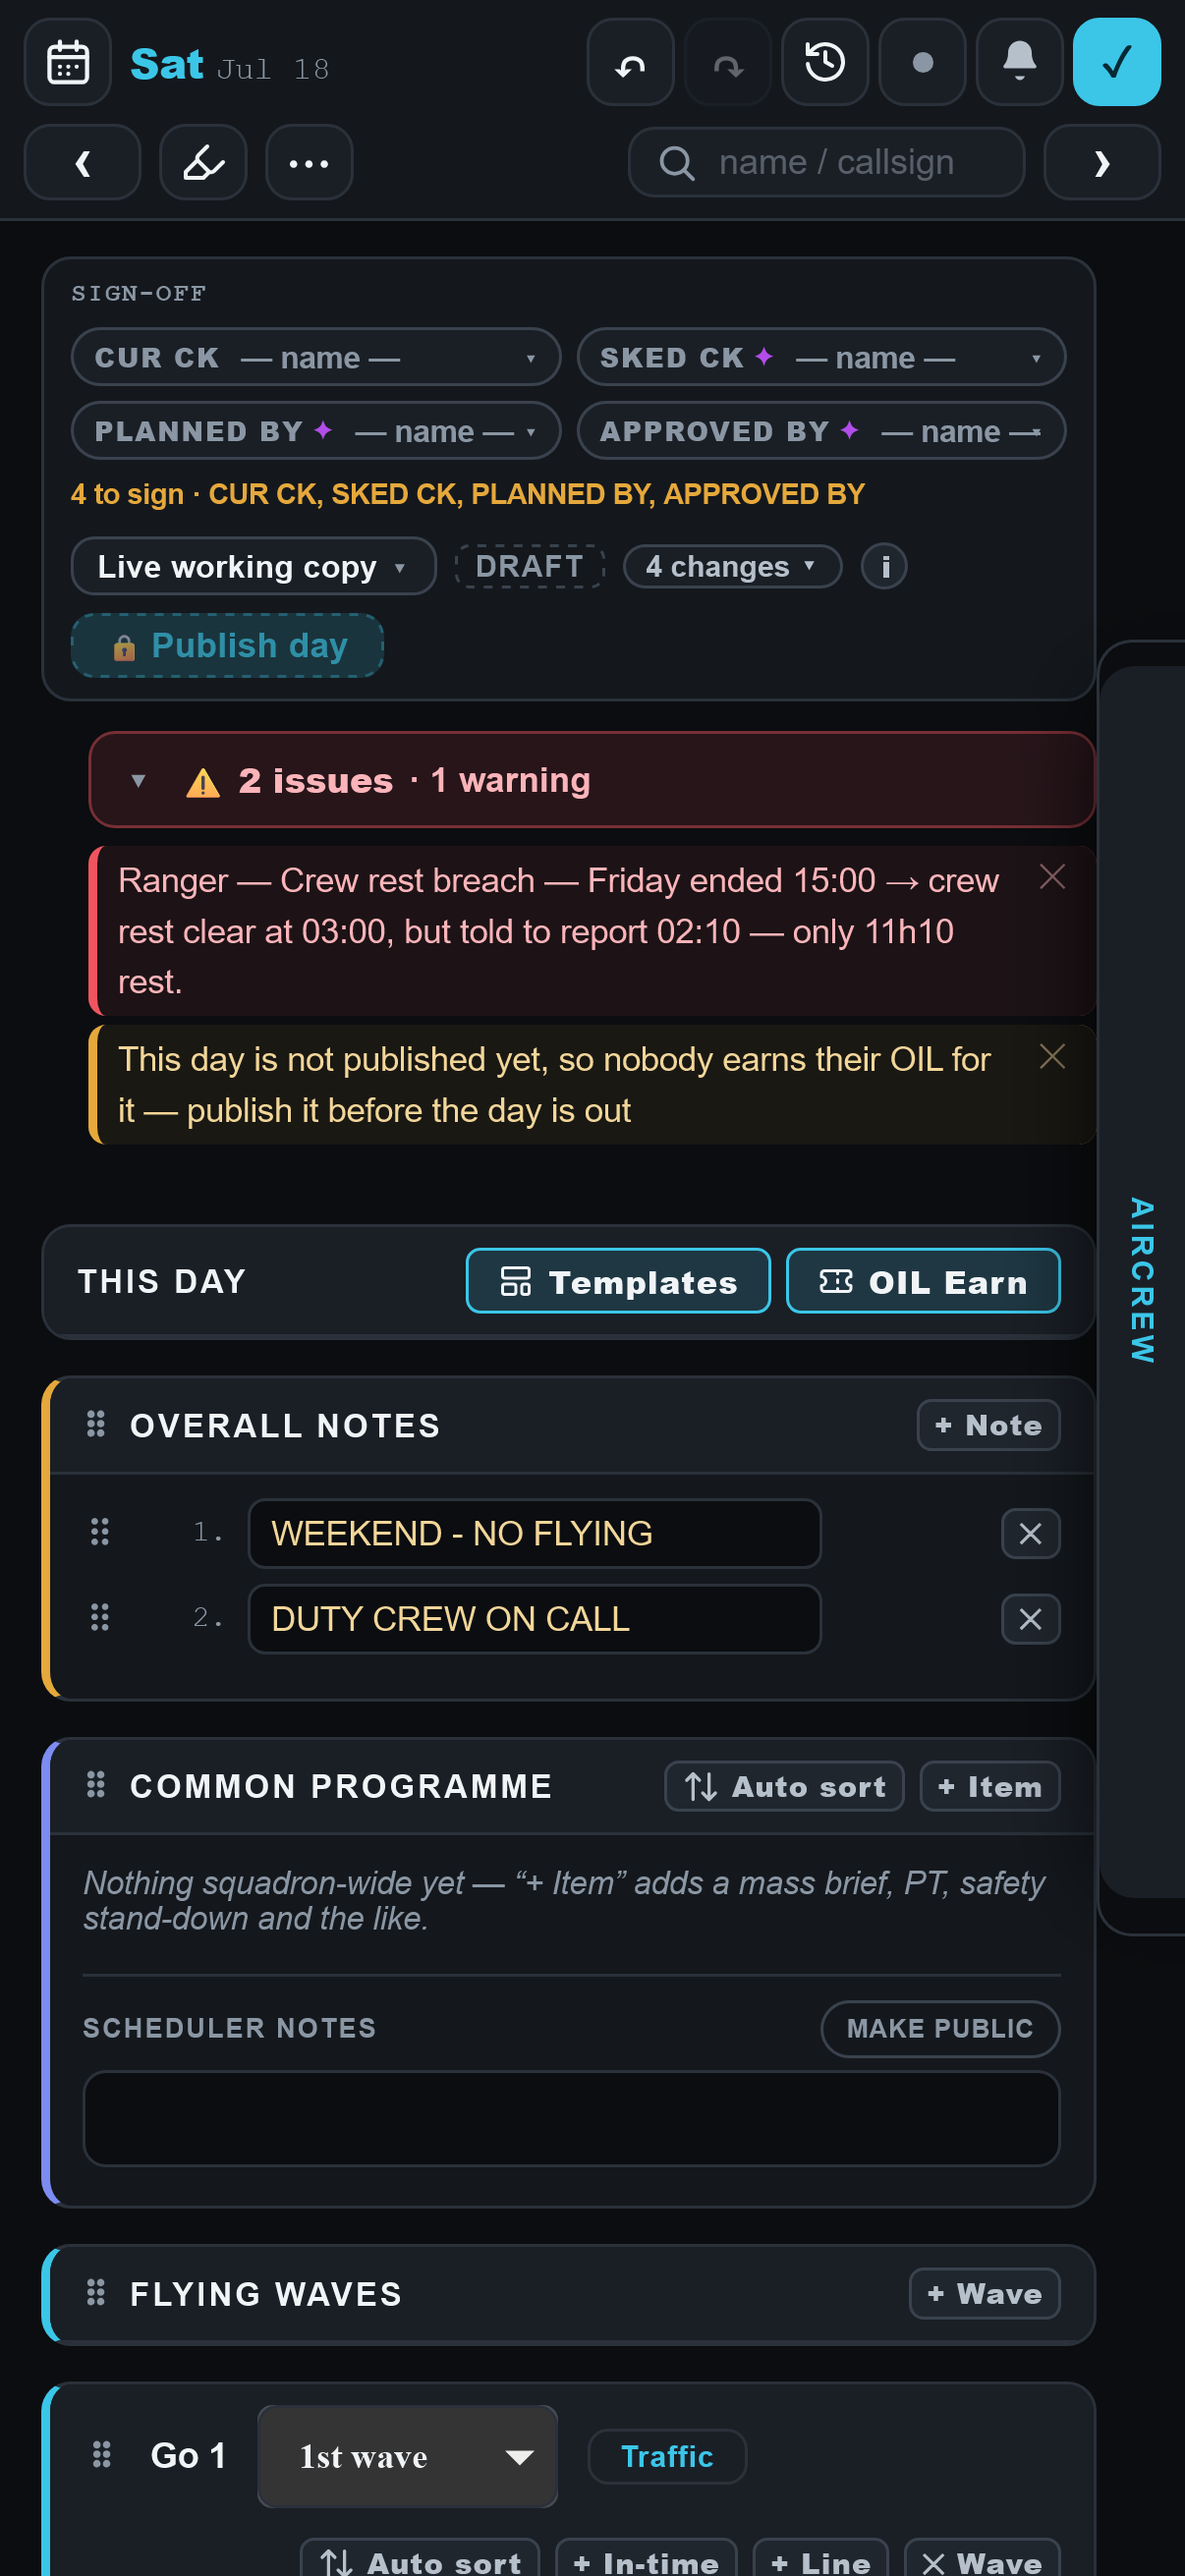 Sat Jul 18
name / callsign
SIGN-OFF
CUR CK — name —
SKED CK — name —
PLANNED BY — name —
APPROVED BY — name —
4 to sign · CUR CK, SKED CK, PLANNED BY, APPROVED BY
Live working copy
DRAFT
4 changes
i
Publish day
2 issues · 1 warning
Ranger — Crew rest breach — Friday ended 15:00 → crew
rest clear at 03:00, but told to report 02:10 — only 11h10
rest.
This day is not published yet, so nobody earns their OIL for
it — publish it before the day is out
AIRCREW
THIS DAY
Templates
OIL Earn
OVERALL NOTES
+ Note
1. WEEKEND - NO FLYING
2. DUTY CREW ON CALL
COMMON PROGRAMME
Auto sort
+ Item
Nothing squadron-wide yet — “+ Item” adds a mass brief, PT, safety
stand-down and the like.
SCHEDULER NOTES
MAKE PUBLIC
FLYING WAVES
+ Wave
Go 1
1st wave
Traffic
Auto sort
+ In-time
+ Line
× Wave